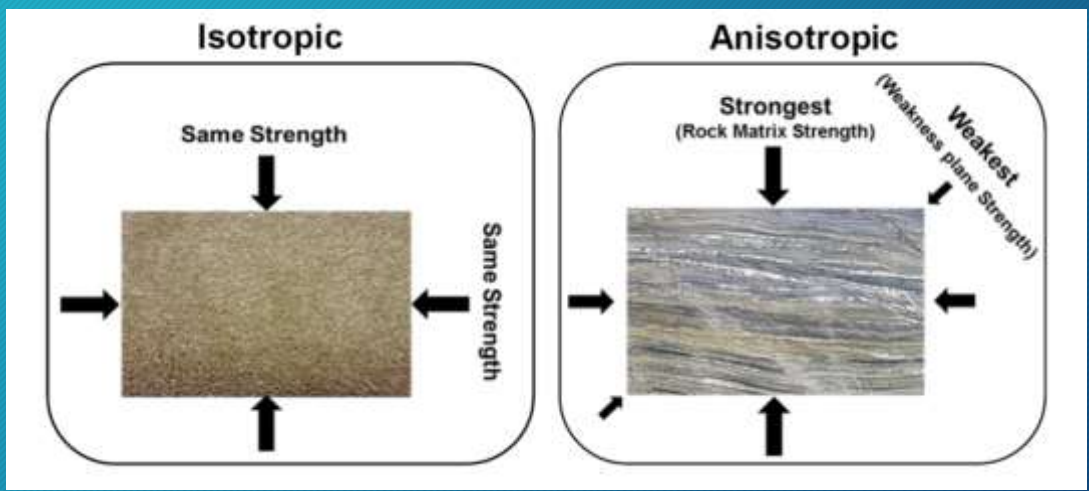 Isotropic
Same Strength
Same Strength
Anisotropic
Strongest
(Rock Matrix Strength)
Weakest
(Weakness plane Strength)